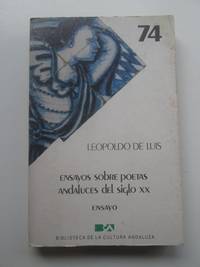 74
LEOPOLDO DE LUIS
ENSAYOS SOBRE POETAS
ANDALUCES DEL SIGLO XX
ENSAYO
BIBLIOTECA DE LA CULTURA ANDALUZA